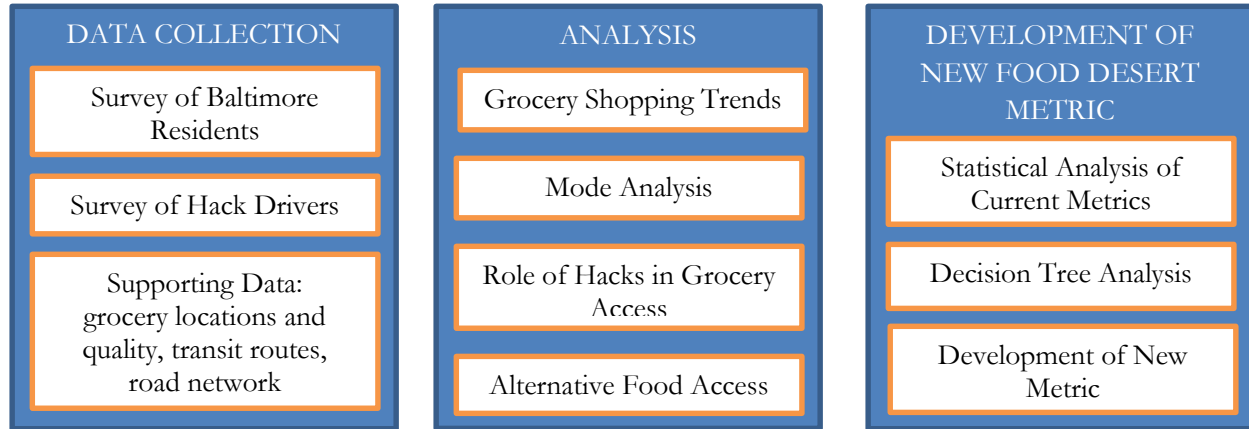 DATA COLLECTION
Survey of Baltimore
Residents
Survey of Hack Drivers
Supporting Data:
grocery locations and
quality, transit routes,
road network
ANALYSIS
Grocery Shopping Trends
Mode Analysis
Role of Hacks in Grocery
Access
Alternative Food Access
DEVELOPMENT OF
NEW FOOD DESERT
METRIC
Statistical Analysis of
Current Metrics
Decision Tree Analysis
Development of New
Metric